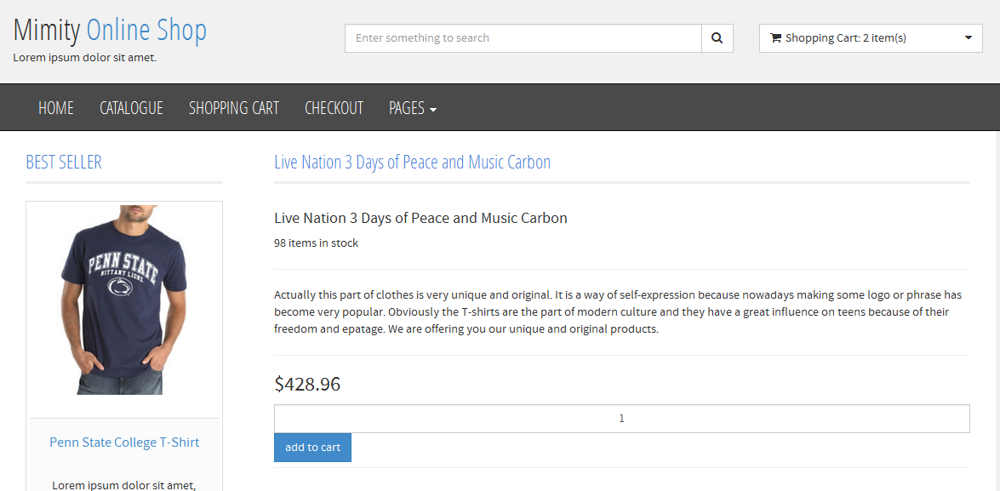 Mimity Online Shop
Lorem ipsum dolor sit amet.
Enter something to search
Shopping Cart: 2 item(s)
HOME
CATALOGUE
SHOPPING CART
CHECKOUT
PAGES
BEST SELLER
PENN STATE
NITTANY LIONS
Penn State College T-Shirt
Lorem ipsum dolor sit amet,
Live Nation 3 Days of Peace and Music Carbon
Live Nation 3 Days of Peace and Music Carbon
98 items in stock
Actually this part of clothes is very unique and original. It is a way of self-expression because nowadays making some logo or phrase has
become very popular. Obviously the T-shirts are the part of modern culture and they have a great influence on teens because of their
freedom and epatage. We are offering you our unique and original products.
$428.96
1
add to cart